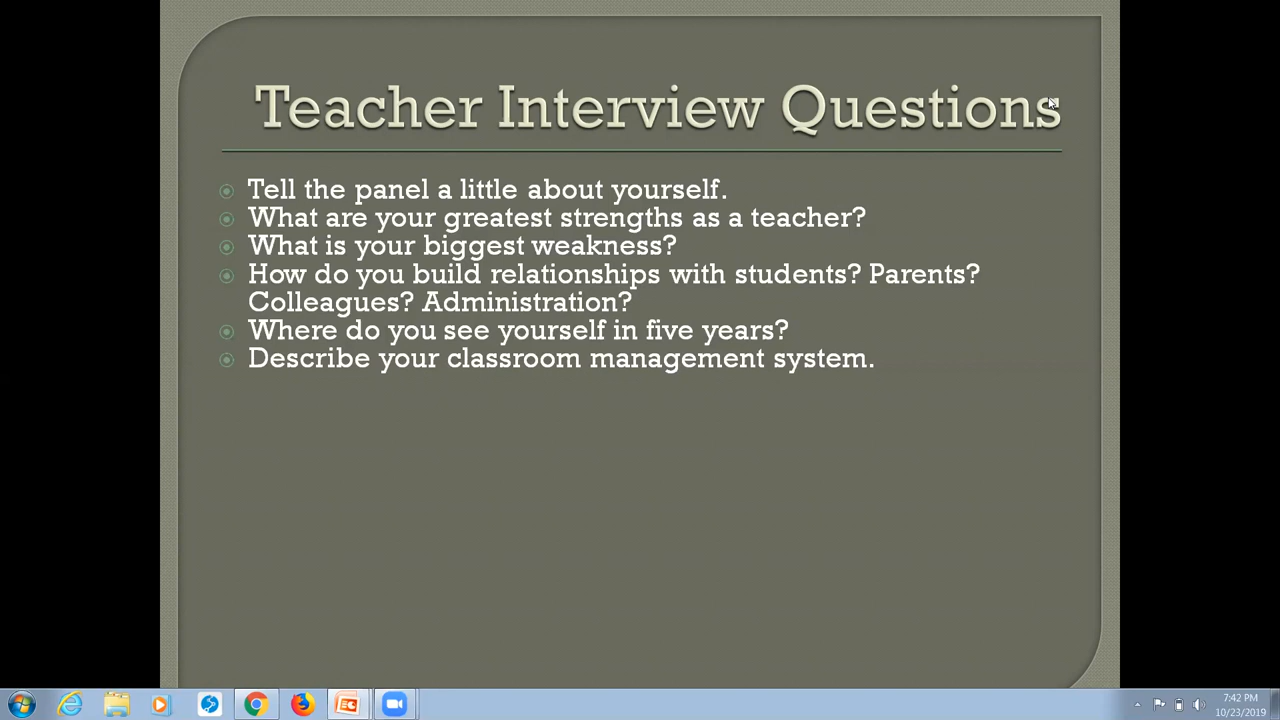 Teacher Interview Questions
Tell the panel a little about yourself.
What are your greatest strengths as a teacher?
What is your biggest weakness?
How do you build relationships with students? Parents?
Colleagues? Administration?
Where do you see yourself in five years?
Describe your classroom management system.
7:42 PM
10/23/2019